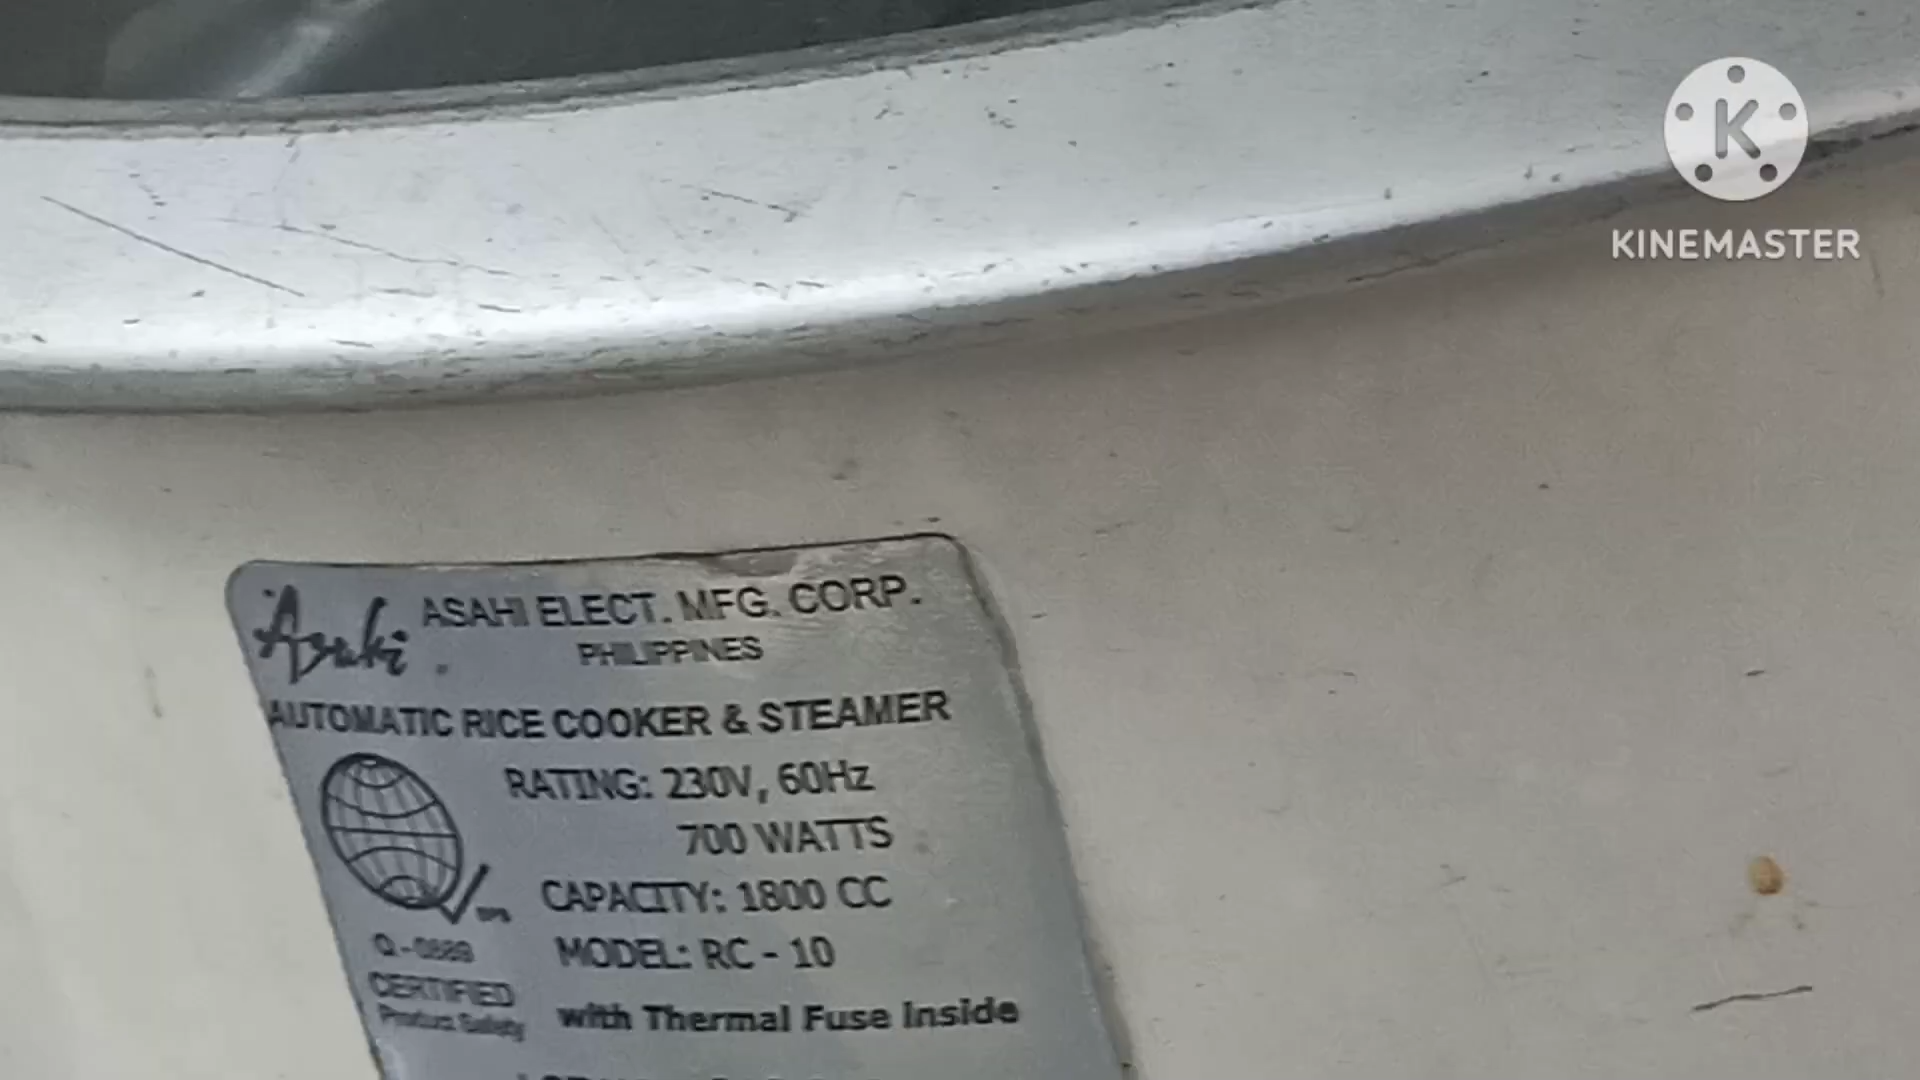 KINEMASTER
Asahi ASAHI ELECT. MFG. CORP.
PHILIPPINES
AUTOMATIC RICE COOKER & STEAMER
RATING: 230V, 60Hz
700 WATTS
CAPACITY: 1800 CC
MODEL: RC - 10
CERTIFIED
Product Safety
with Thermal Fuse inside